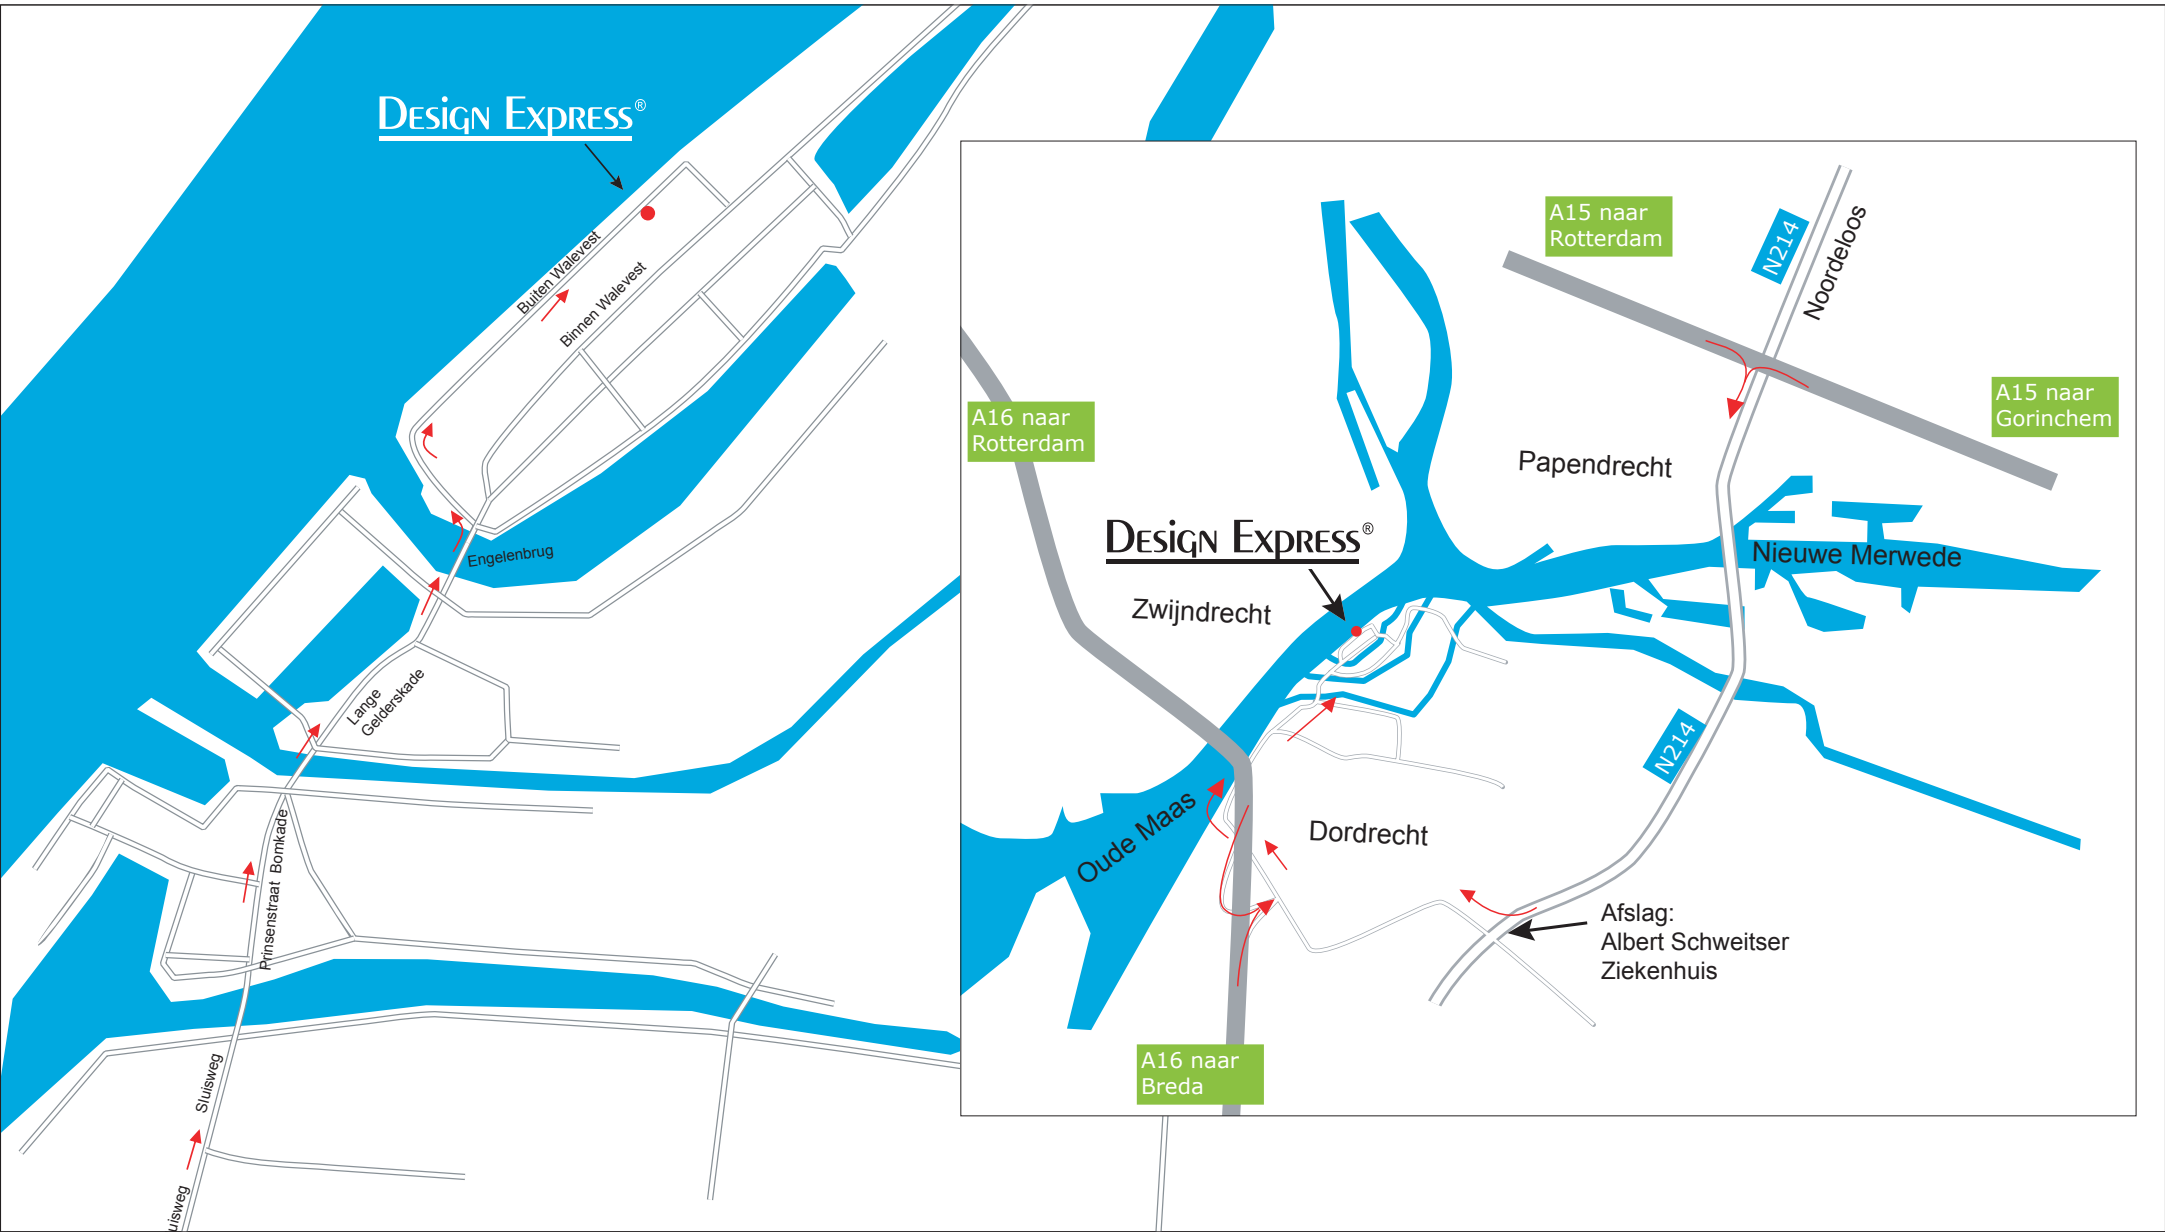 Design Express®
Buiten Walevest
Binnen Walevest
Engelenbrug
Lange
Gelderskade
Prinsenstraat Bomkade
Sluisweg
uisweg
A15 naar
Rotterdam
N214
Noordeloos
A15 naar
Gorinchem
A16 naar
Rotterdam
Papendrecht
Design Express®
Nieuwe Merwede
Zwijndrecht
N214
Oude Maas
Dordrecht
Afslag:
Albert Schweitser
Ziekenhuis
A16 naar
Breda